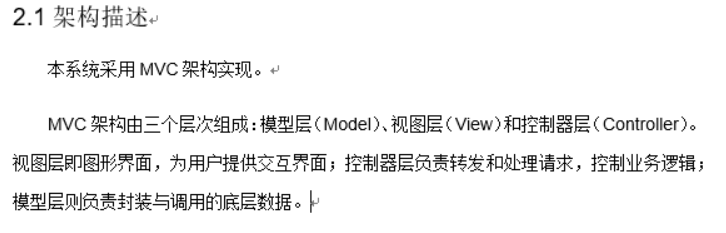 2.1 架构描述
本系统采用 MVC 架构实现。
MVC 架构由三个层次组成：模型层（Model）、视图层（View）和控制器层（Controller）。
视图层即图形界面，为用户提供交互界面；控制器层负责转发和处理请求，控制业务逻辑；
模型层则负责封装与调用的底层数据。